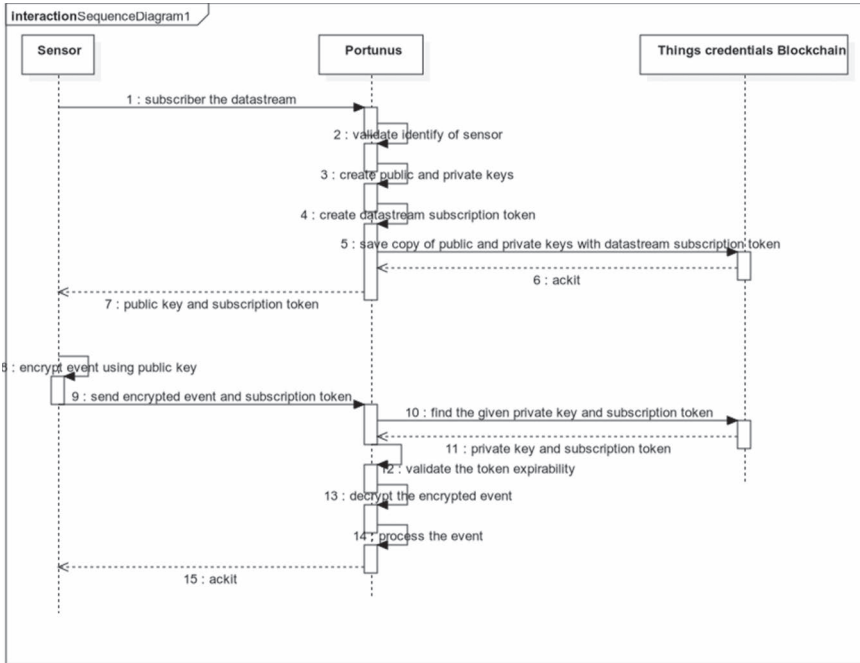 interactionSequenceDiagram1
Sensor
Portunus
Things credentials Blockchain
1 : subscriber the datastream
2 : validate identify of sensor
3 : create public and private keys
4 : create datastream subscription token
5 : save copy of public and private keys with datastream subscription token
6 : ackit
7 : public key and subscription token
8 : encrypt event using public key
9 : send encrypted event and subscription token
10 : find the given private key and subscription token
11 : private key and subscription token
12 : validate the token expirability
13 : decrypt the encrypted event
14 : process the event
15 : ackit